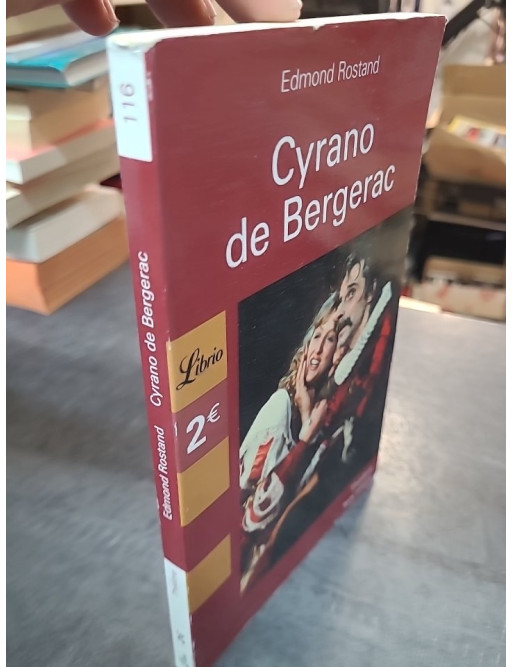 Edmond Rostand
Cyrano
de Bergerac
Librio
2€
116
Edmond Rostand Cyrano de Bergerac